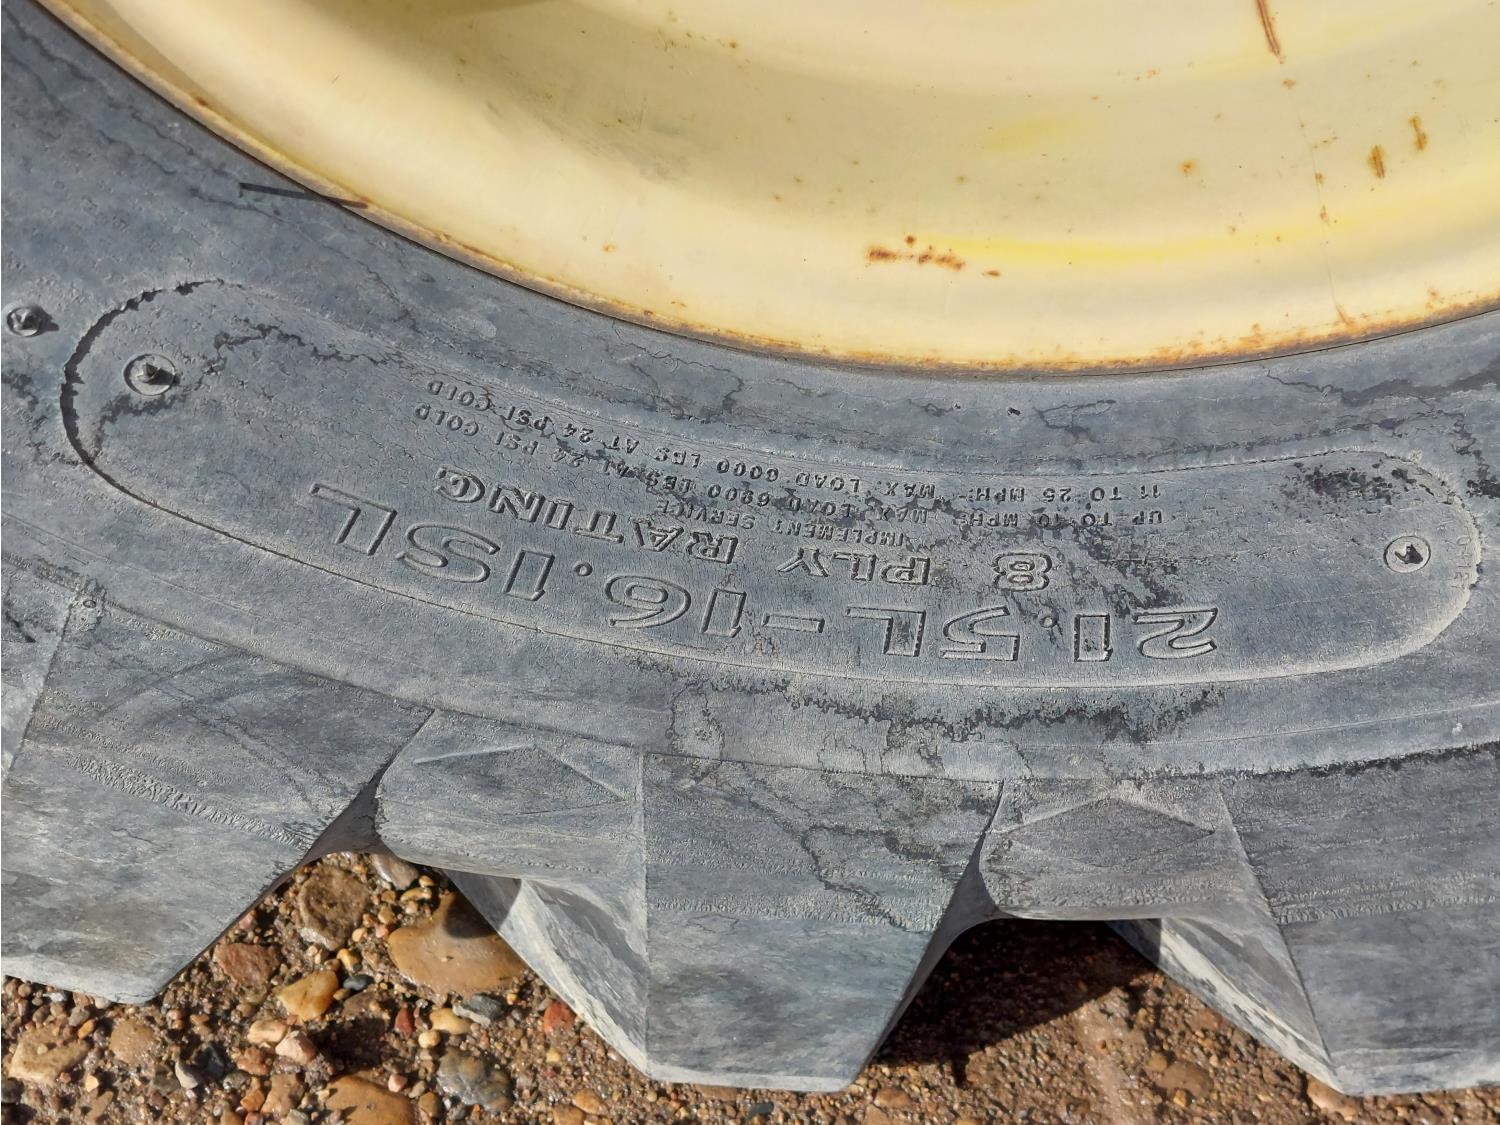 21.5L-16.1SL
8 PLY RATING
IMPLEMENT SERVICE
UP TO 10 MPH: MAX. LOAD 6900 LBS AT 24 PSI COLD
11 TO 25 MPH: MAX. LOAD 6000 LBS AT 24 PSI COLD